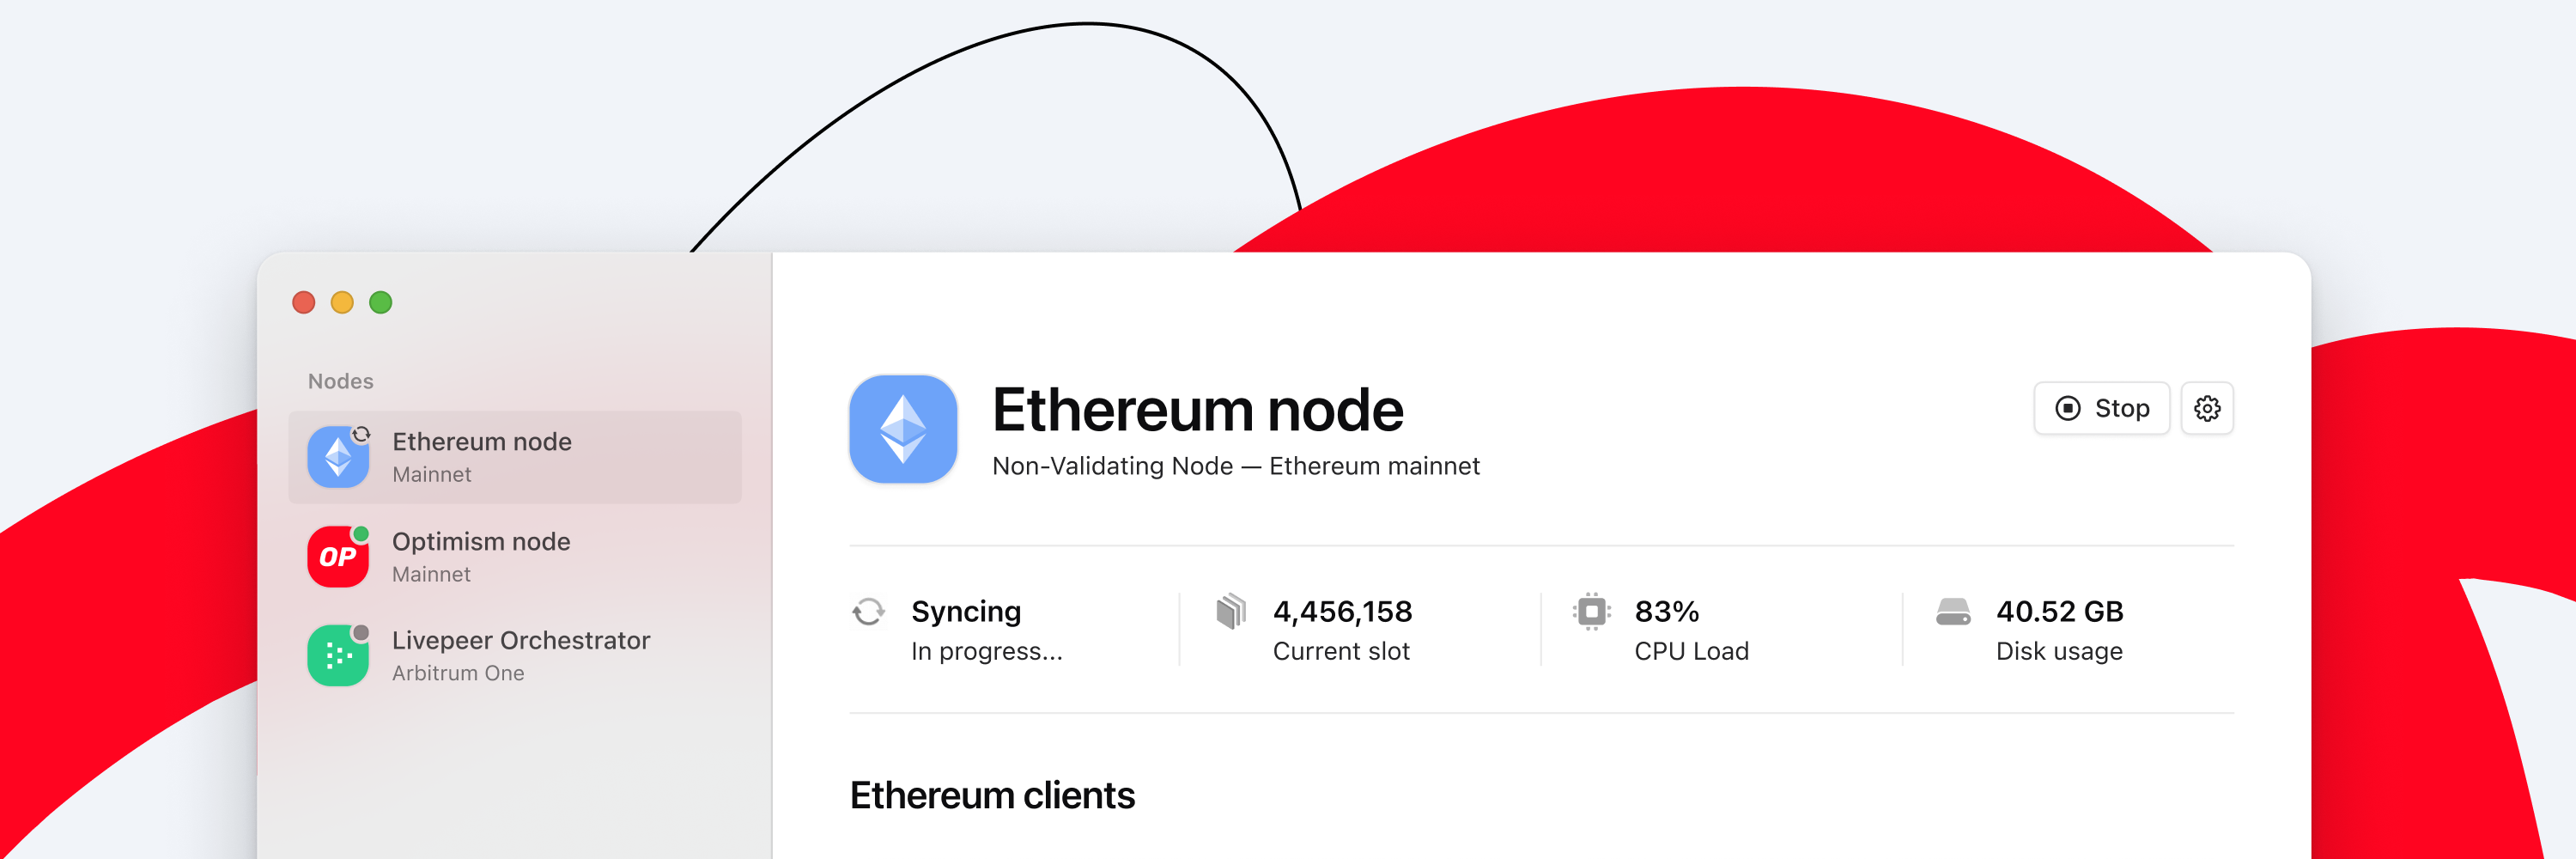 Nodes
Ethereum node
Mainnet
OP
Optimism node
Mainnet
Livepeer Orchestrator
Arbitrum One
Ethereum node
Non-Validating Node — Ethereum mainnet
Stop
Syncing
In progress...
4,456,158
Current slot
83%
CPU Load
40.52 GB
Disk usage
Ethereum clients